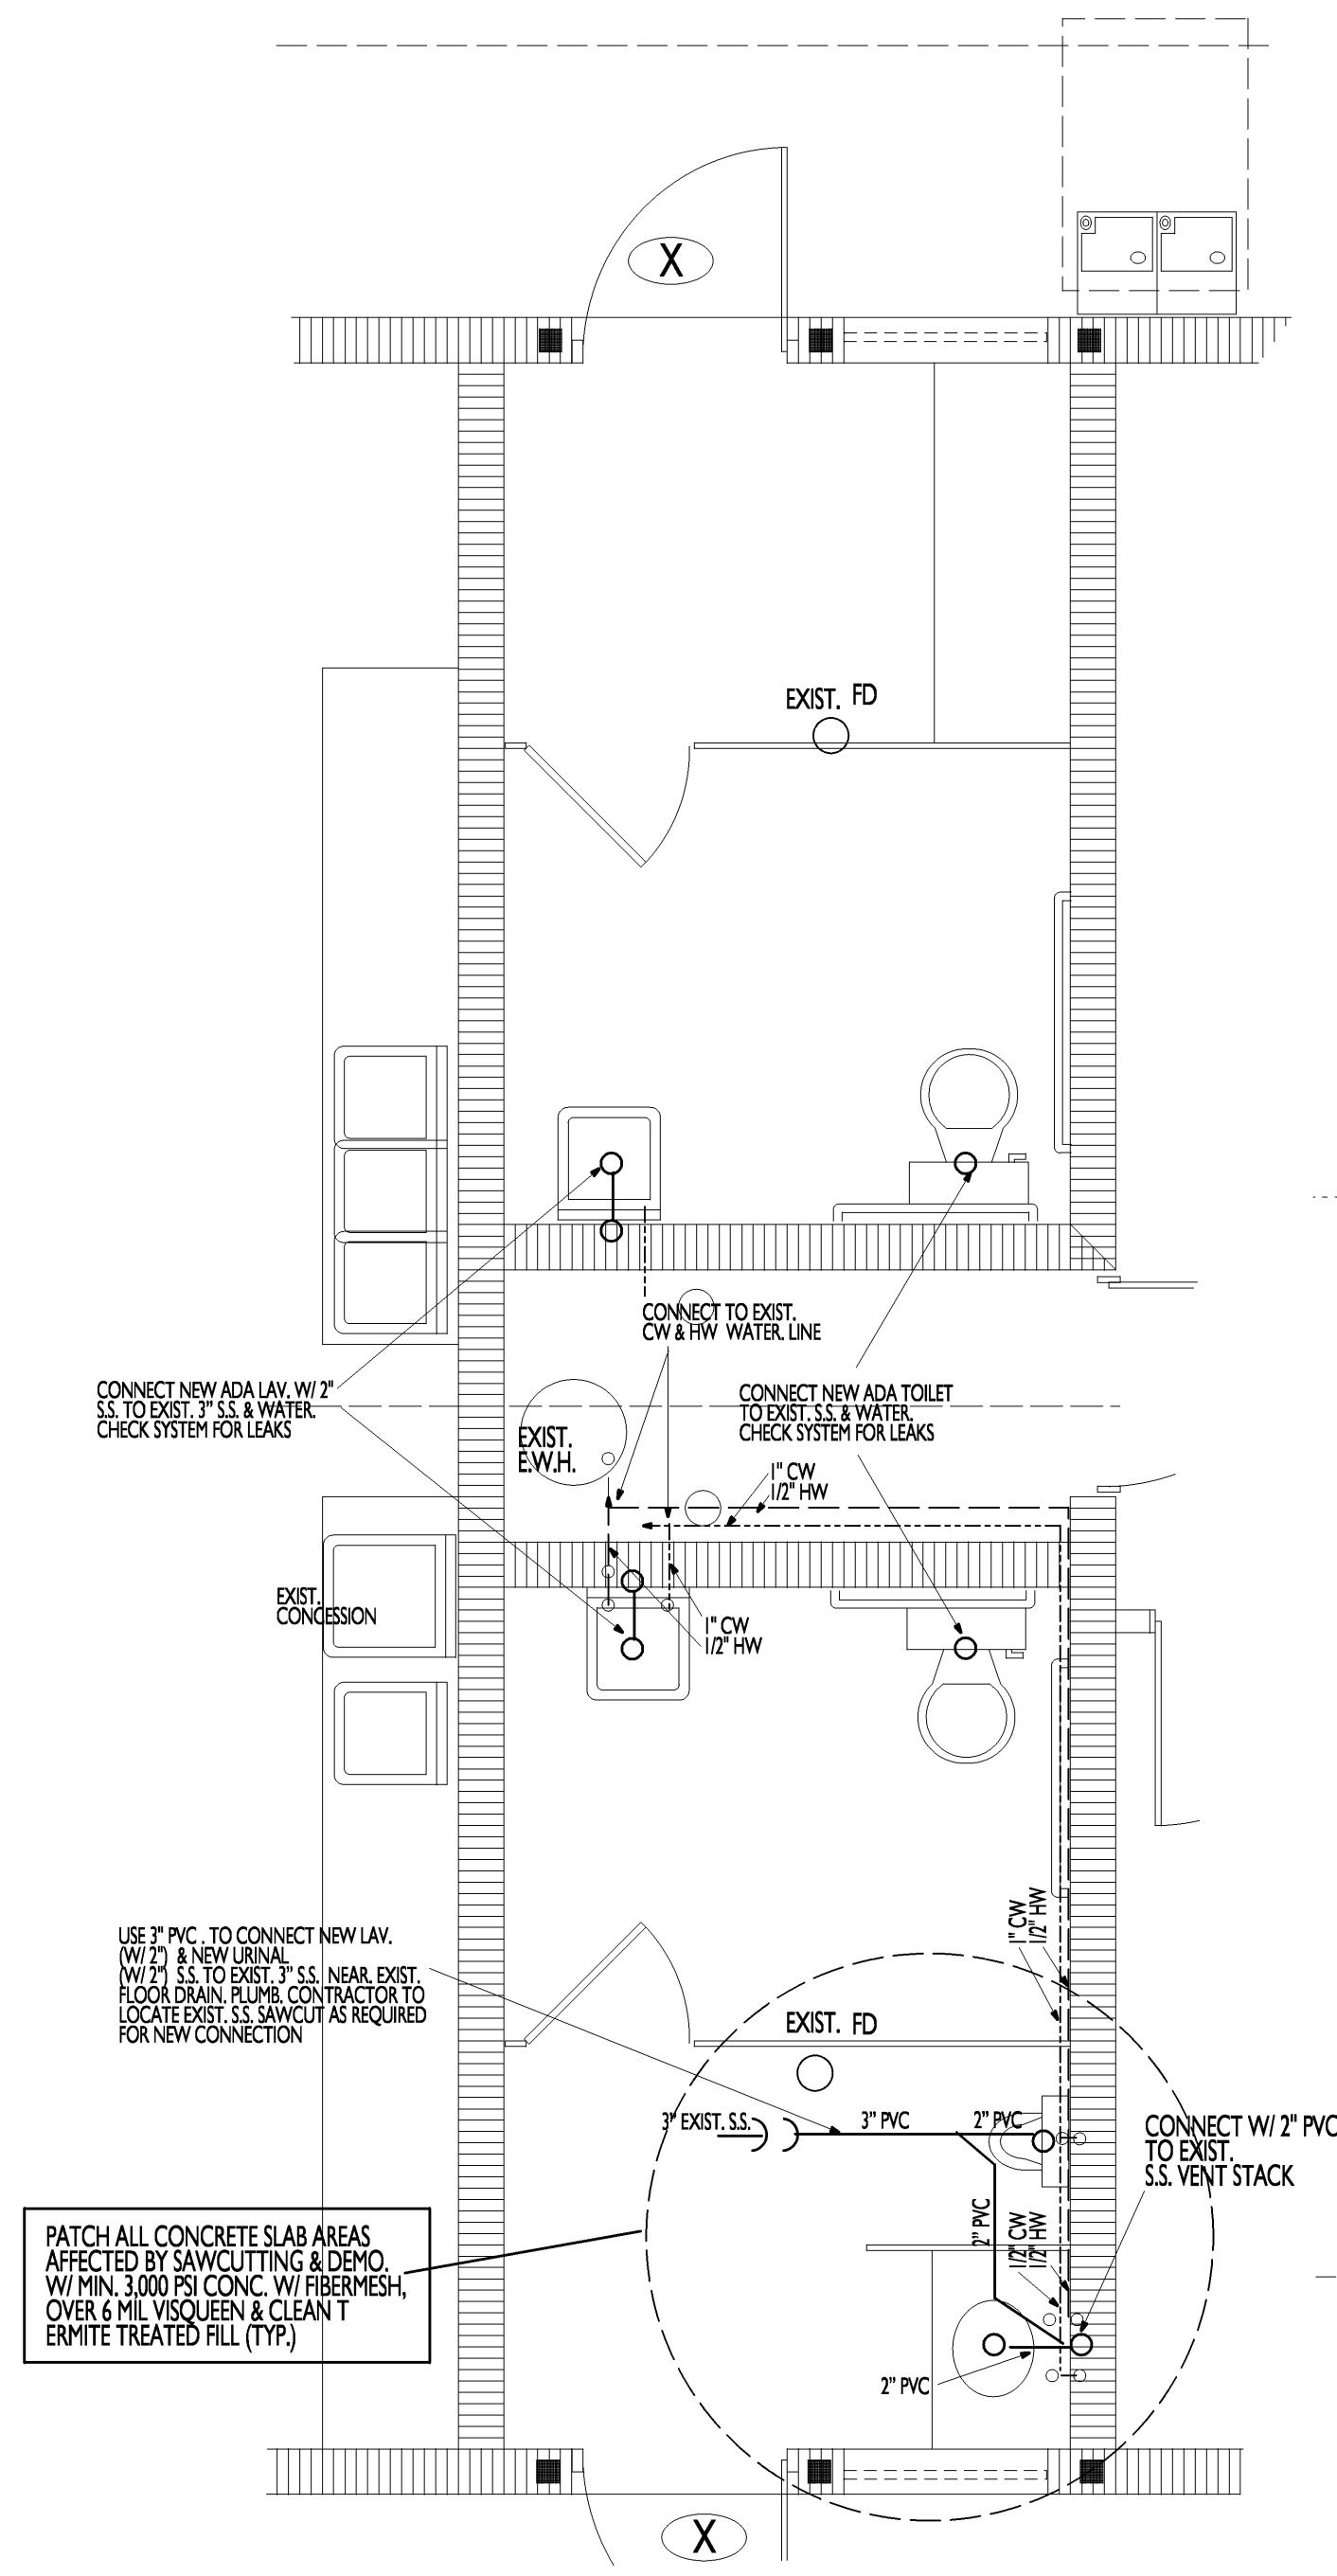 X
EXIST. FD
CONNECT TO EXIST.
CW & HW WATER. LINE
CONNECT NEW ADA LAV. W/ 2"
S.S. TO EXIST. 3" S.S. & WATER.
CHECK SYSTEM FOR LEAKS
CONNECT NEW ADA TOILET
TO EXIST. S.S. & WATER.
CHECK SYSTEM FOR LEAKS
EXIST.
E.W.H.
1" CW
1/2" HW
EXIST.
CONCESSION
1" CW
1/2" HW
1" CW
1/2" HW
USE 3" PVC . TO CONNECT NEW LAV.
(W/ 2") & NEW URINAL
(W/ 2") S.S. TO EXIST. 3" S.S. NEAR. EXIST.
FLOOR DRAIN. PLUMB. CONTRACTOR TO
LOCATE EXIST. S.S. SAWCUT AS REQUIRED
FOR NEW CONNECTION
EXIST. FD
3" EXIST. S.S.
3" PVC
2" PVC
CONNECT W/ 2" PVC
TO EXIST.
S.S. VENT STACK
2" PVC
1/2" CW
1/2" HW
PATCH ALL CONCRETE SLAB AREAS
AFFECTED BY SAWCUTTING & DEMO.
W/ MIN. 3,000 PSI CONC. W/ FIBERMESH,
OVER 6 MIL VISQUEEN & CLEAN T
ERMITE TREATED FILL (TYP.)
2" PVC
X